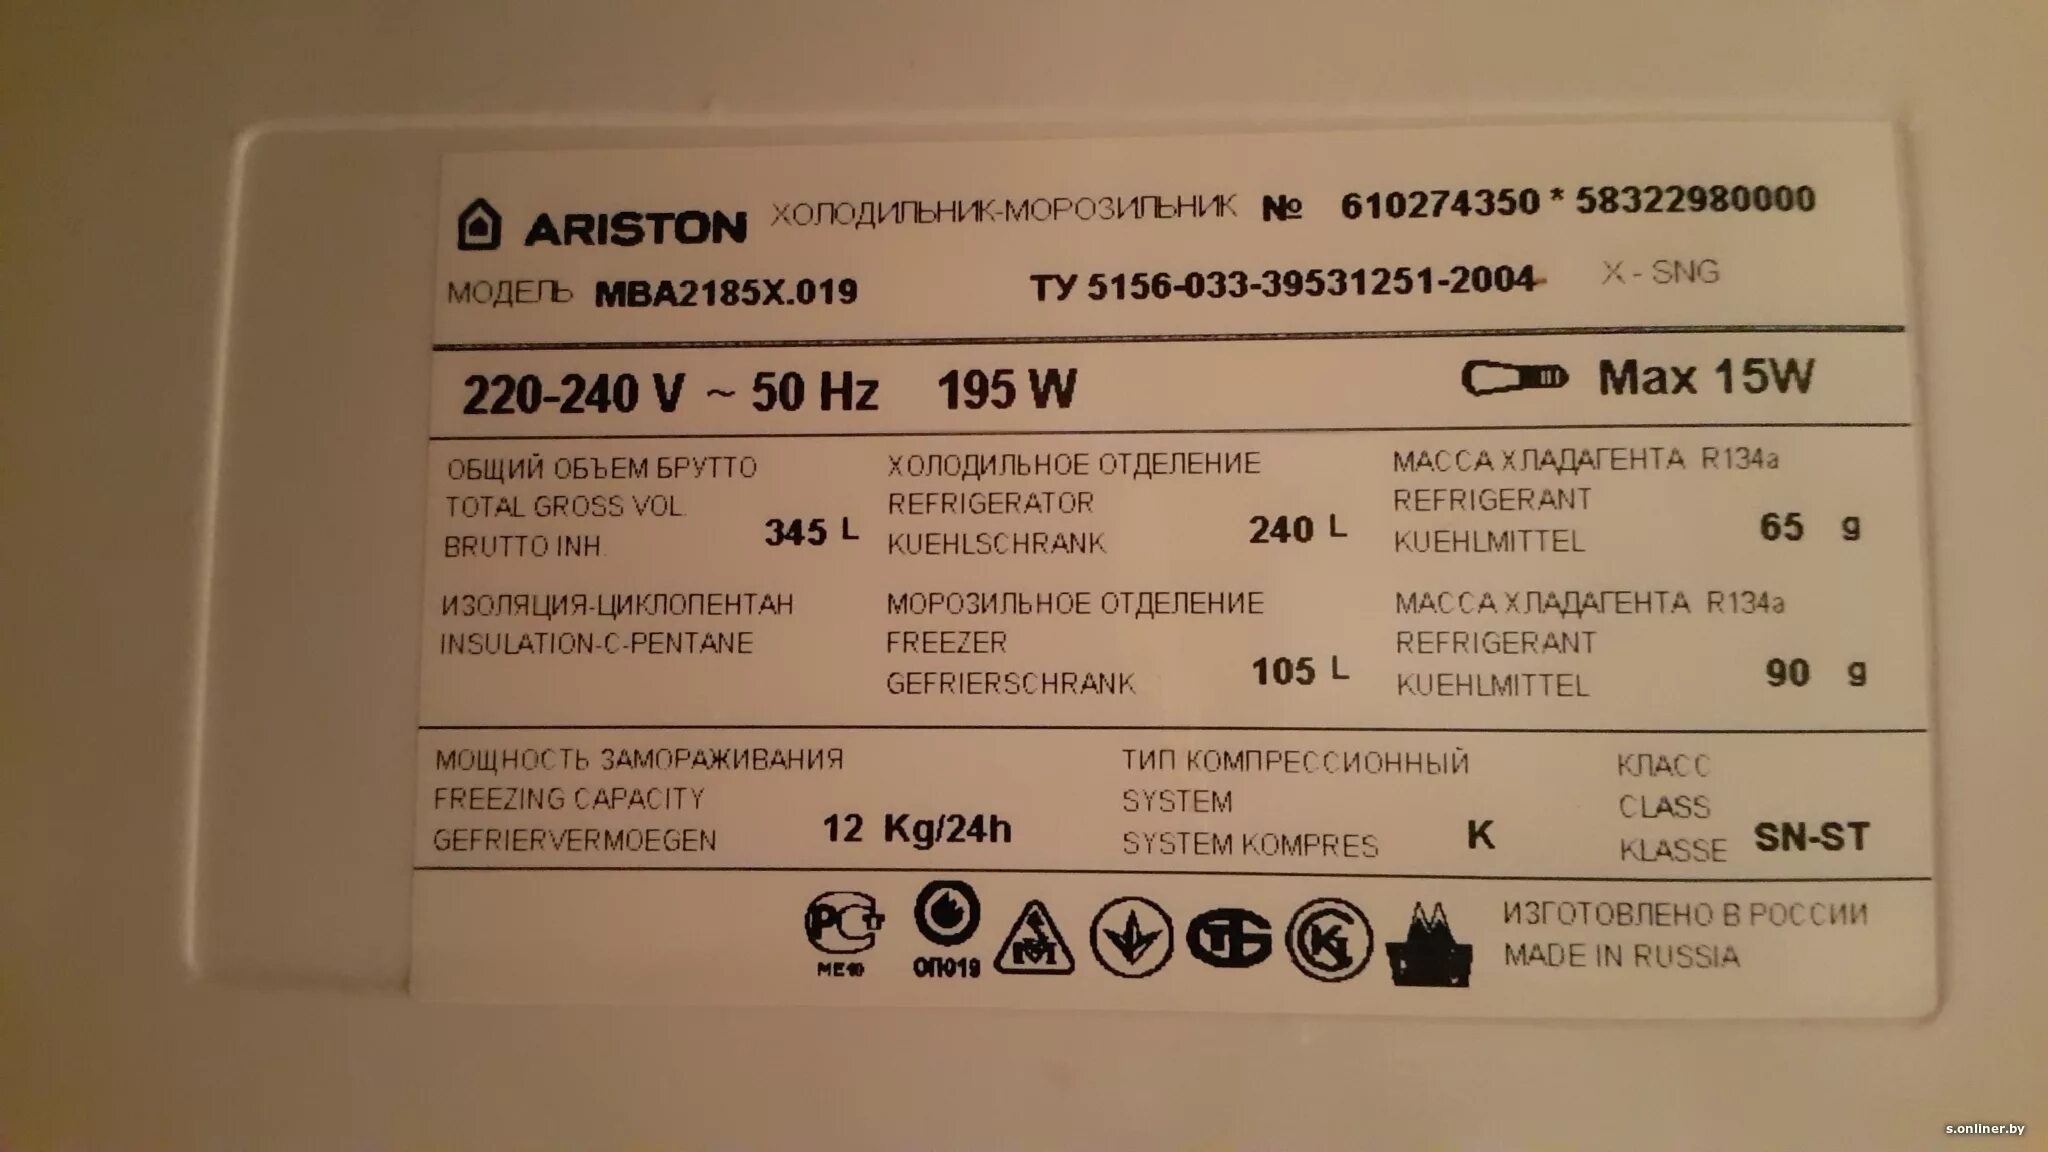 ARISTON ХОЛОДИЛЬНИК-МОРОЗИЛЬНИК № 610274350 * 58322980000
МОДЕЛЬ MBA2185X.019 ТУ 5156-033-39531251-2004 X - SNG
220-240 V ~ 50 Hz 195 W Max 15W
ОБЩИЙ ОБЪЕМ БРУТТО ХОЛОДИЛЬНОЕ ОТДЕЛЕНИЕ МАССА ХЛАДАГЕНТА R134a
TOTAL GROSS VOL. REFRIGERATOR REFRIGERANT
BRUTTO INH. 345 L KUEHLSCHRANK 240 L KUEHLMITTEL 65 g
ИЗОЛЯЦИЯ-ЦИКЛОПЕНТАН МОРОЗИЛЬНОЕ ОТДЕЛЕНИЕ МАССА ХЛАДАГЕНТА R134a
INSULATION-C-PENTANE FREEZER REFRIGERANT
GEFRIERSCHRANK 105 L KUEHLMITTEL 90 g
МОЩНОСТЬ ЗАМОРАЖИВАНИЯ ТИП КОМПРЕССИОННЫЙ КЛАСС
FREEZING CAPACITY SYSTEM CLASS
GEFRIERVERMOEGEN 12 Kg/24h SYSTEM KOMPRES K KLASSE SN-ST
ИЗГОТОВЛЕНО В РОССИИ
MADE IN RUSSIA
РСТ
МЕ10 ОП019
s.onliner.by